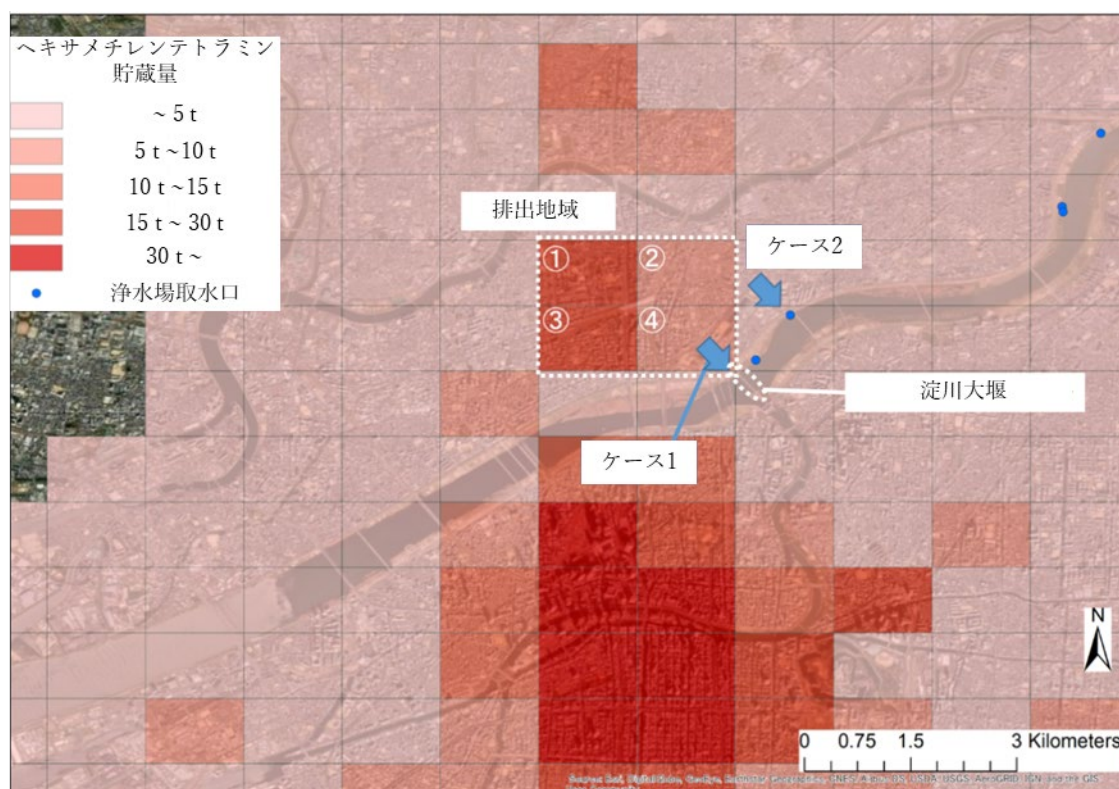 ヘキサメチレンテトラミン
貯蔵量
~ 5 t
5 t ~10 t
10 t ~15 t
15 t ~ 30 t
30 t ~
浄水場取水口
排出地域
① ②
③ ④
ケース2
淀川大堰
ケース1
N
0 0.75 1.5 3 Kilometers